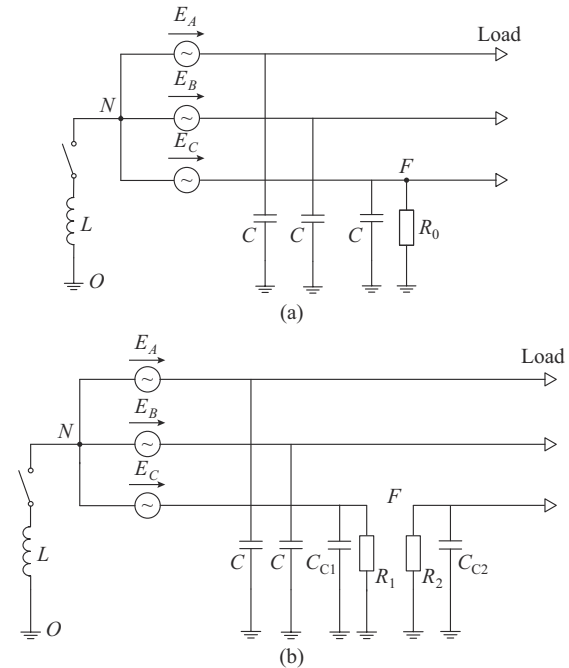 E_A
Load
E_B
N
E_C
F
L
C
C
C
R_0
O
(a)
E_A
Load
E_B
N
E_C
F
L
C
C
C_C1
R_1
R_2
C_C2
O
(b)